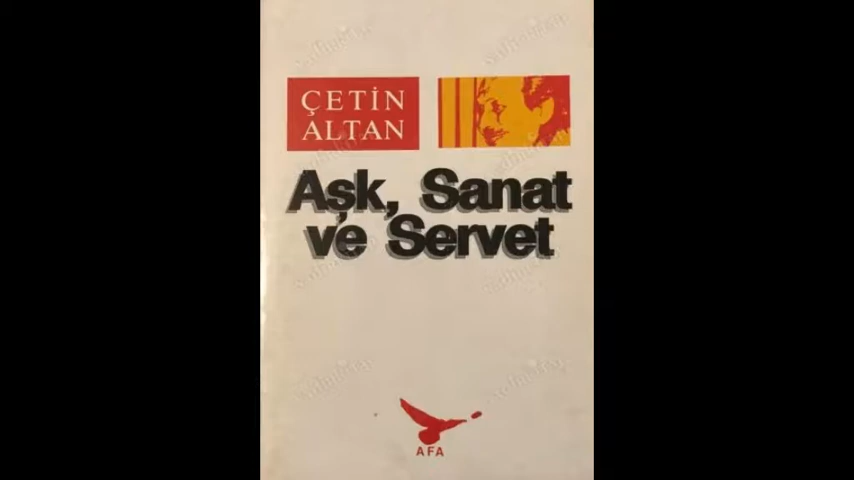 ÇETİN
ALTAN
Aşk, Sanat
ve Servet
AFA